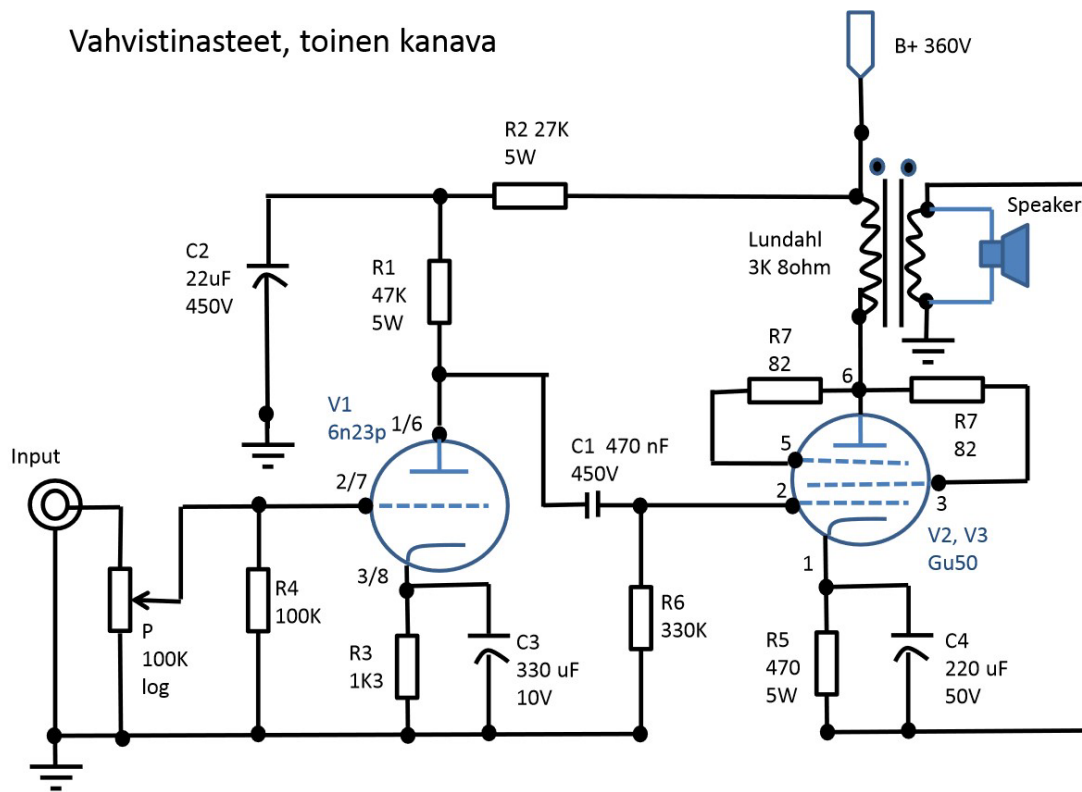 Vahvistinasteet, toinen kanava
B+ 360V
R2 27K
5W
Speaker
C2
22uF
450V
R1
47K
5W
Lundahl
3K 8ohm
R7
82
6
R7
82
V1
6n23p
1/6
C1 470 nF
450V
5
Input
2/7
2
3
V2, V3
Gu50
3/8
1
R4
100K
P
100K
log
R3
1K3
C3
330 uF
10V
R6
330K
R5
470
5W
C4
220 uF
50V